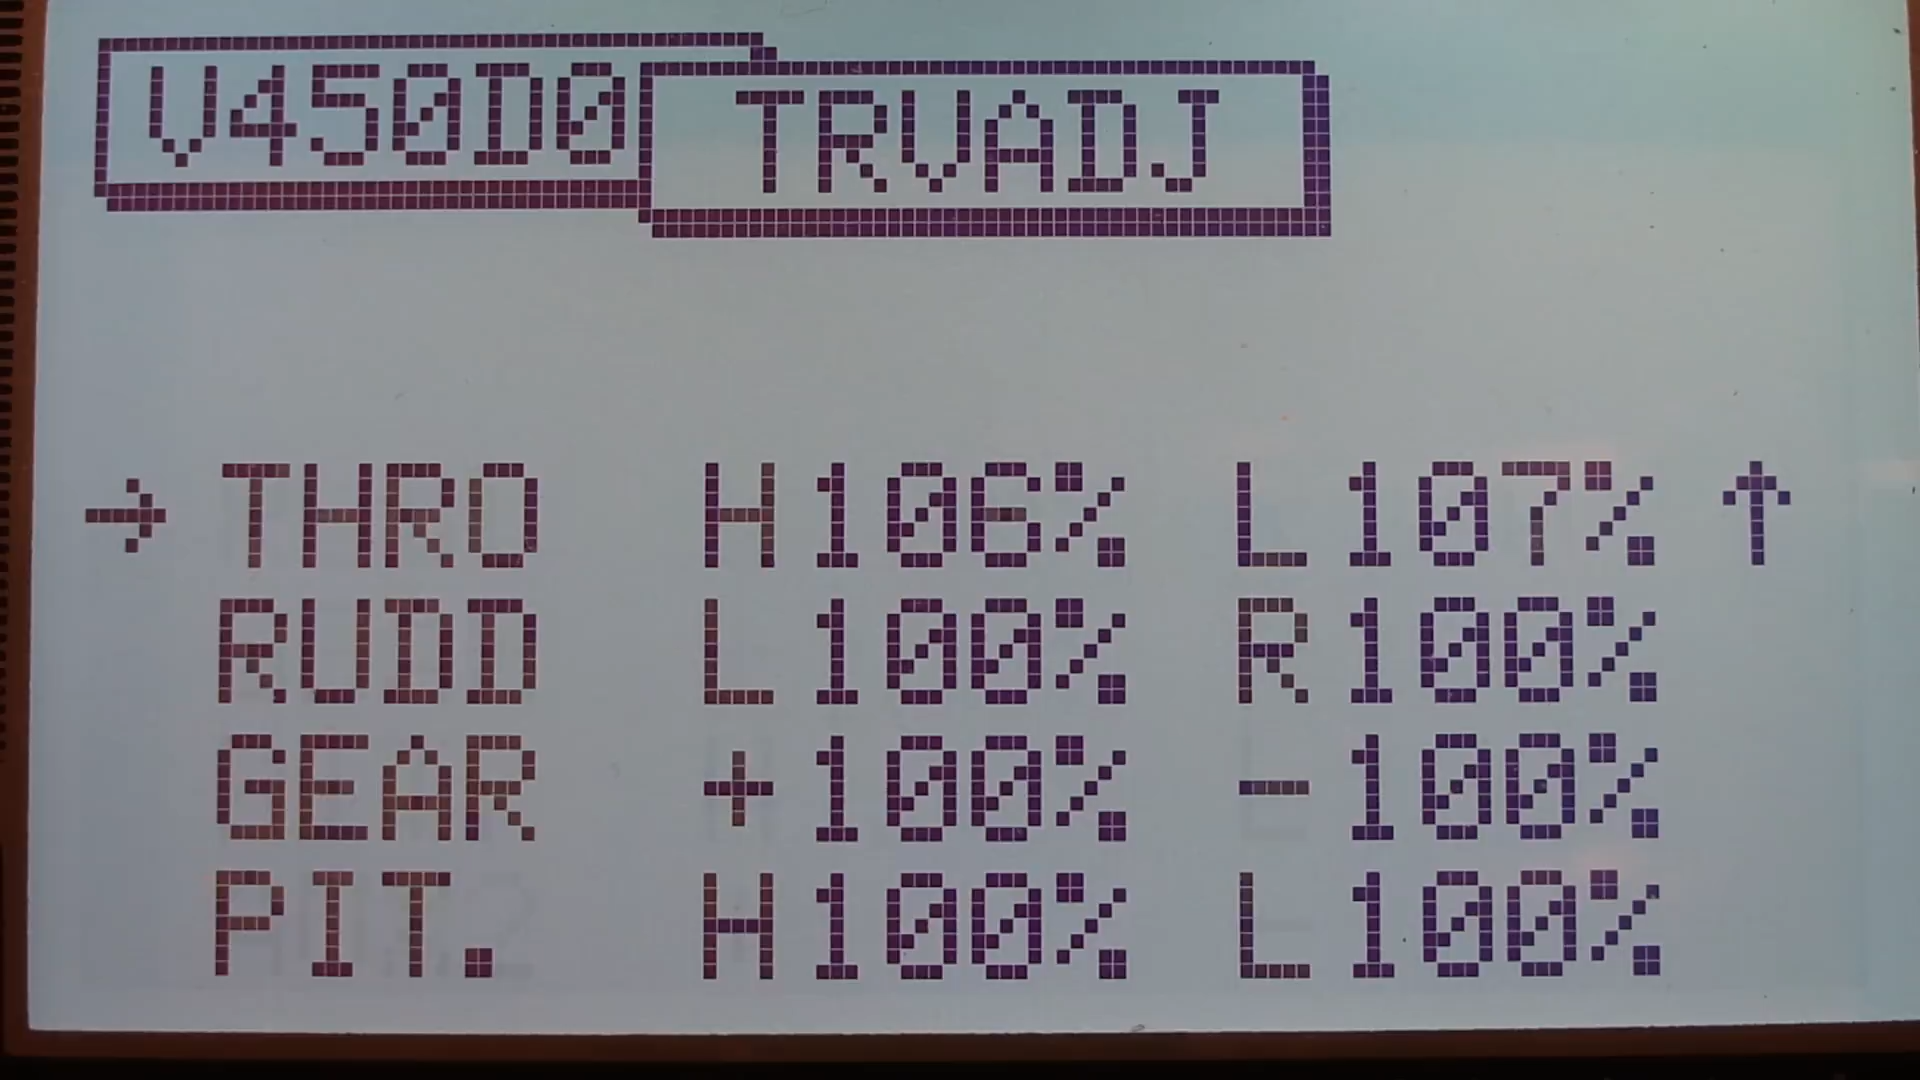 V450D0 TRVADJ
→ THRO H106% L107% ↑
RUDD L100% R100%
GEAR +100% -100%
PIT. H100% L100%